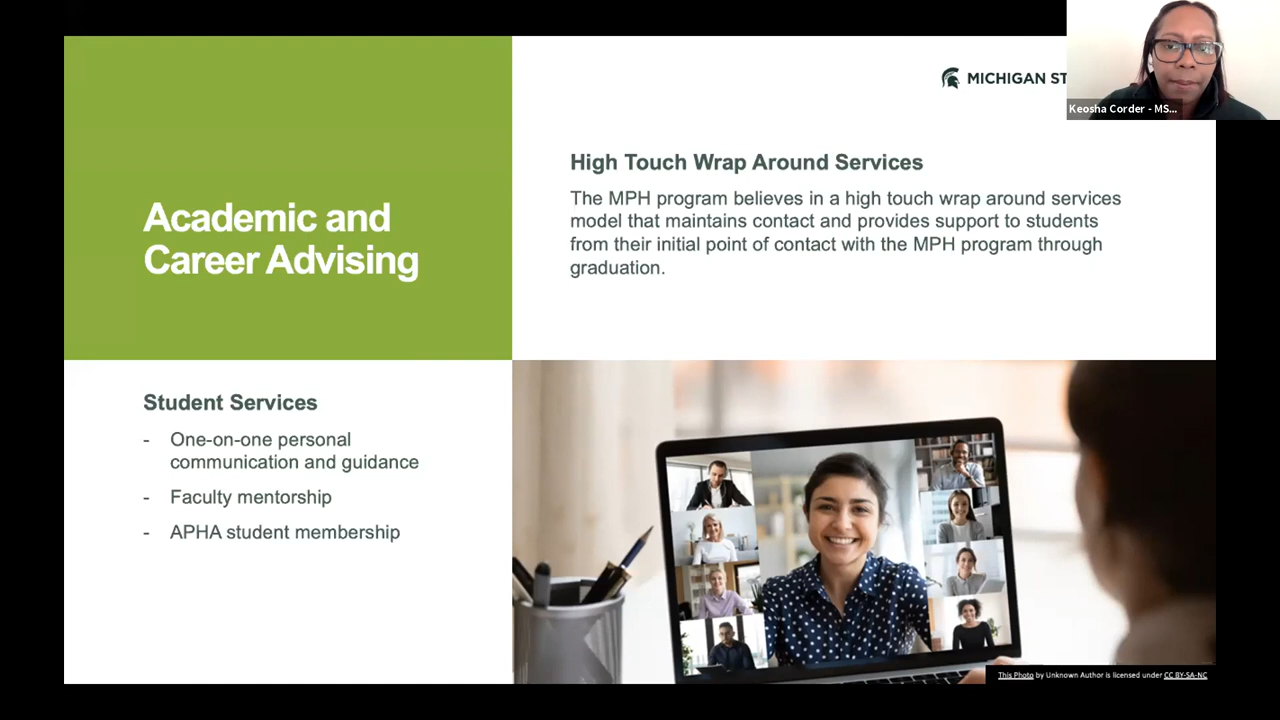 MICHIGAN ST
Keosha Corder - MS...
Academic and
Career Advising
High Touch Wrap Around Services
The MPH program believes in a high touch wrap around services
model that maintains contact and provides support to students
from their initial point of contact with the MPH program through
graduation.
Student Services
- One-on-one personal
communication and guidance
- Faculty mentorship
- APHA student membership
This Photo by Unknown Author is licensed under CC BY-SA-NC